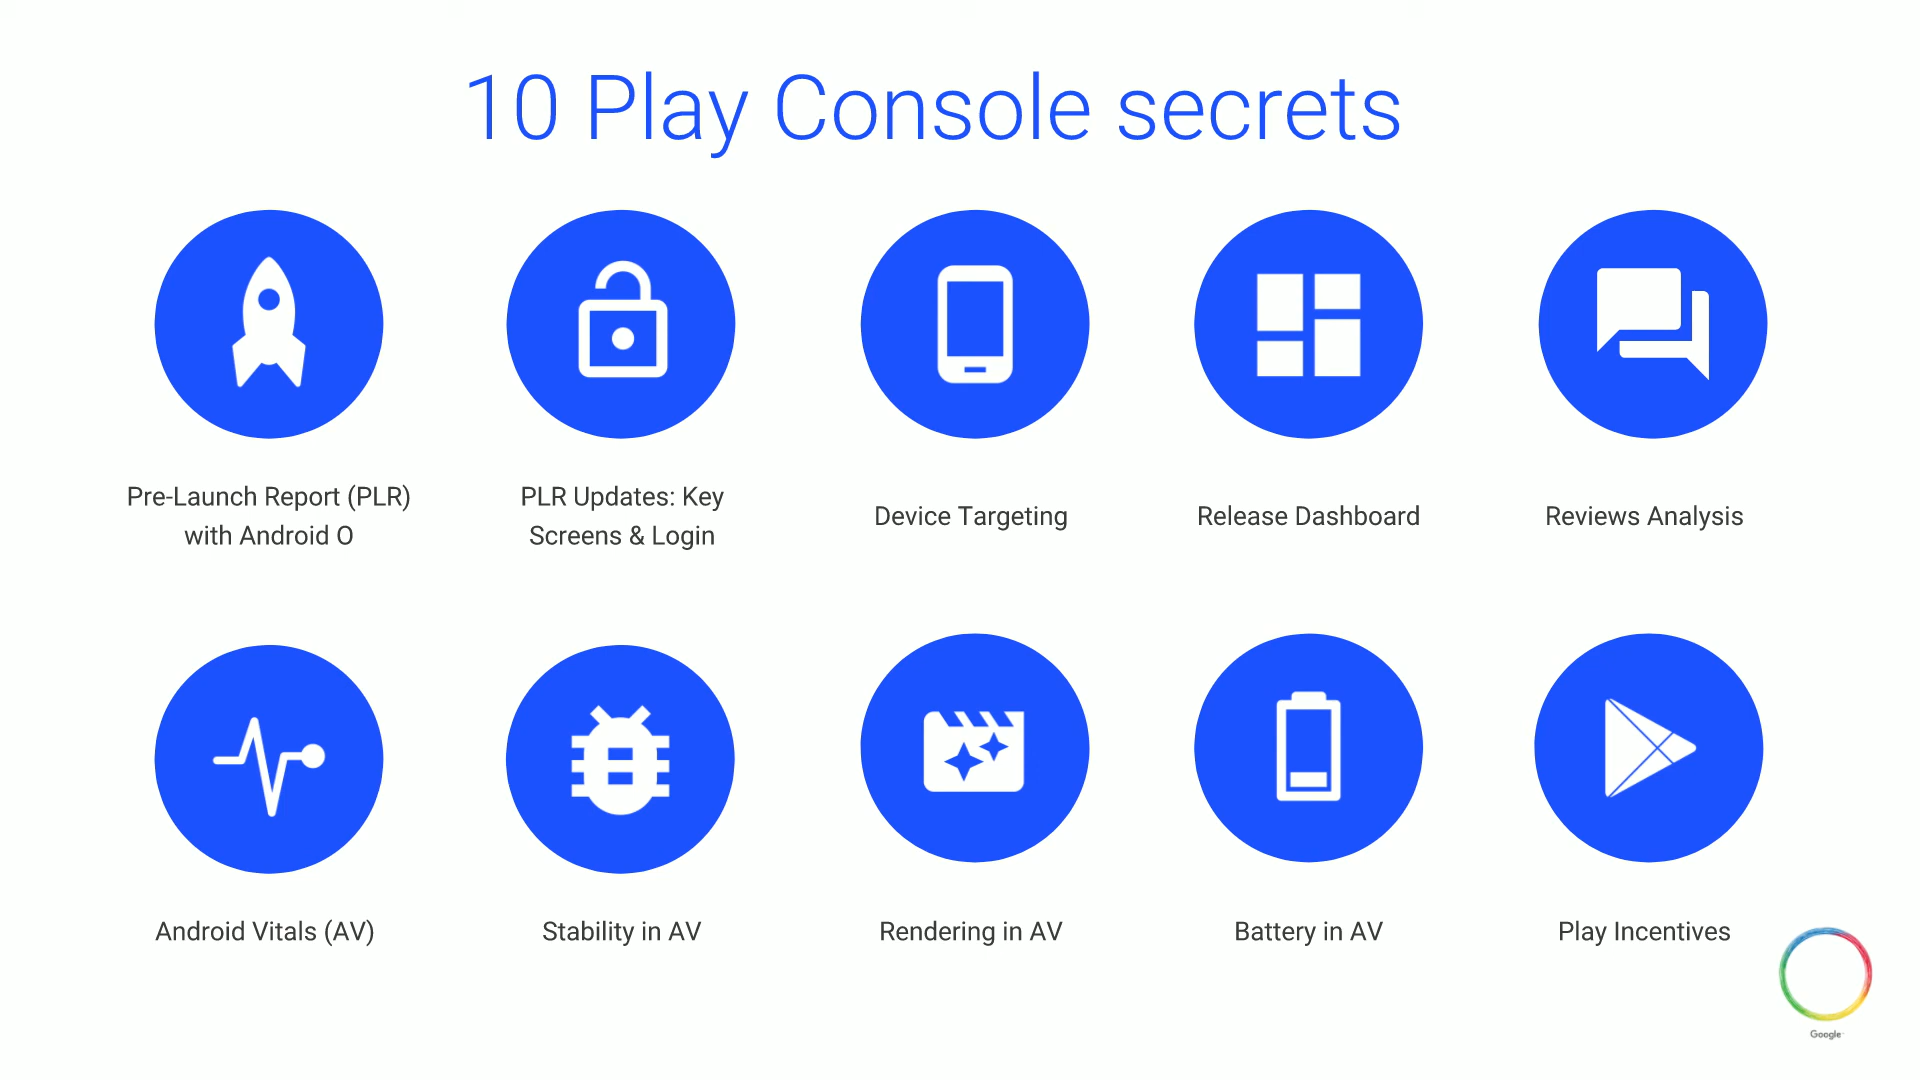 10 Play Console secrets
Pre-Launch Report (PLR)
with Android O
PLR Updates: Key
Screens & Login
Device Targeting
Release Dashboard
Reviews Analysis
Android Vitals (AV)
Stability in AV
Rendering in AV
Battery in AV
Play Incentives
Google